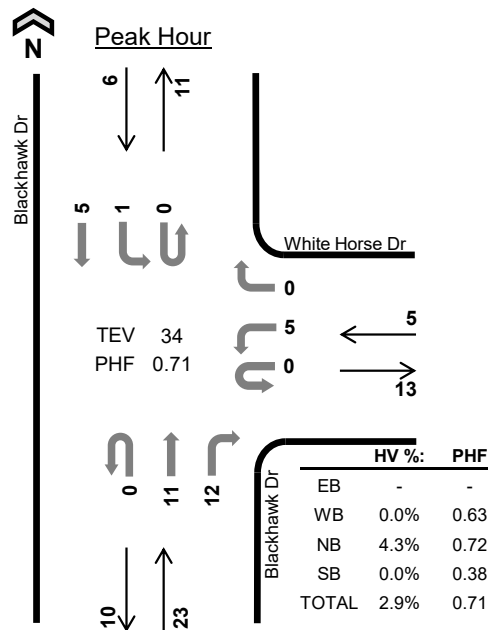 N
Peak Hour
6
11
Blackhawk Dr
5 1 0
White Horse Dr
0
TEV 34
PHF 0.71
5
0
5
13
0 11 12
Blackhawk Dr
10
23
HV %: PHF
EB - -
WB 0.0% 0.63
NB 4.3% 0.72
SB 0.0% 0.38
TOTAL 2.9% 0.71